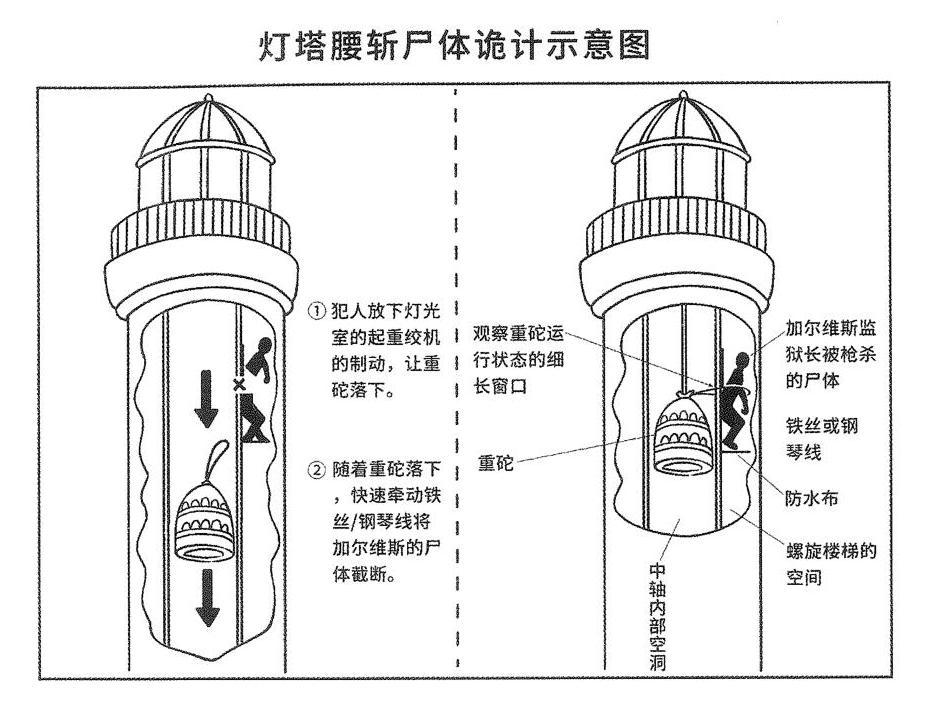 灯塔腰斩尸体诡计示意图
① 犯人放下灯光
室的起重绞机
的制动，让重
砣落下。
② 随着重砣落下
，快速牵动铁
丝/钢琴线将
加尔维斯的尸
体截断。
观察重砣运
行状态的细
长窗口
重砣
加尔维斯监
狱长被枪杀
的尸体
铁丝或钢
琴线
防水布
螺旋楼梯的
空间
中轴内部空洞